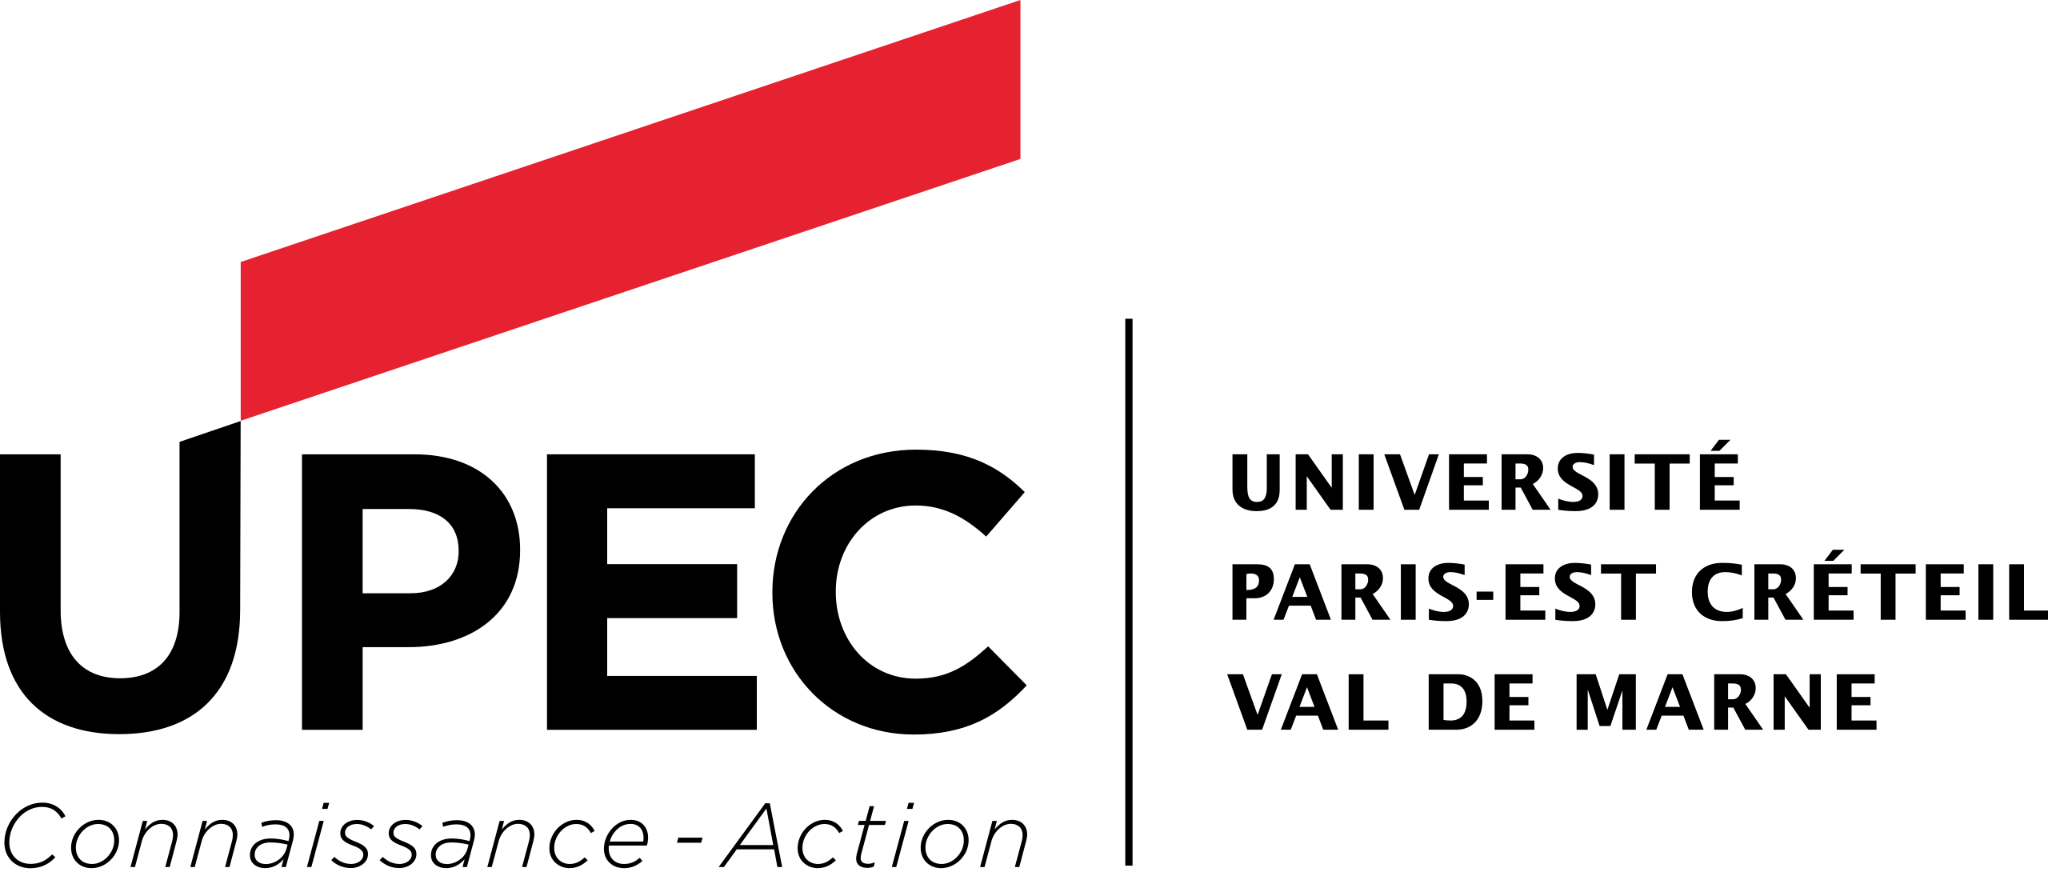 UPEC
Connaissance - Action
UNIVERSITÉ
PARIS-EST CRÉTEIL
VAL DE MARNE